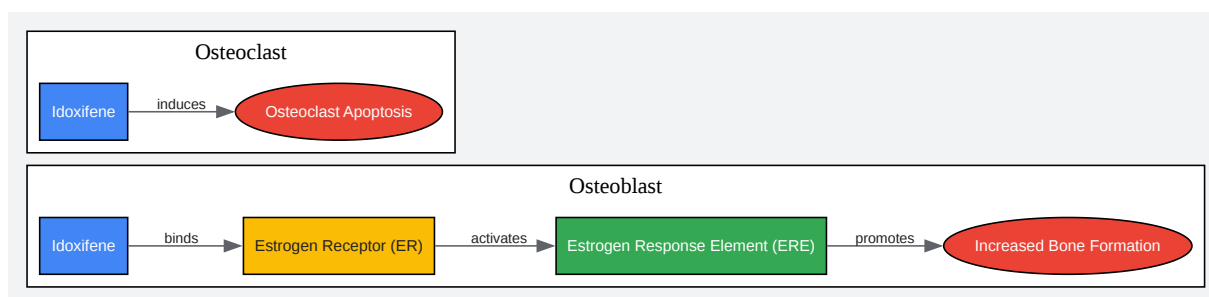 Osteoclast
Idoxifene induces Osteoclast Apoptosis
Osteoblast
Idoxifene binds Estrogen Receptor (ER) activates Estrogen Response Element (ERE) promotes Increased Bone Formation